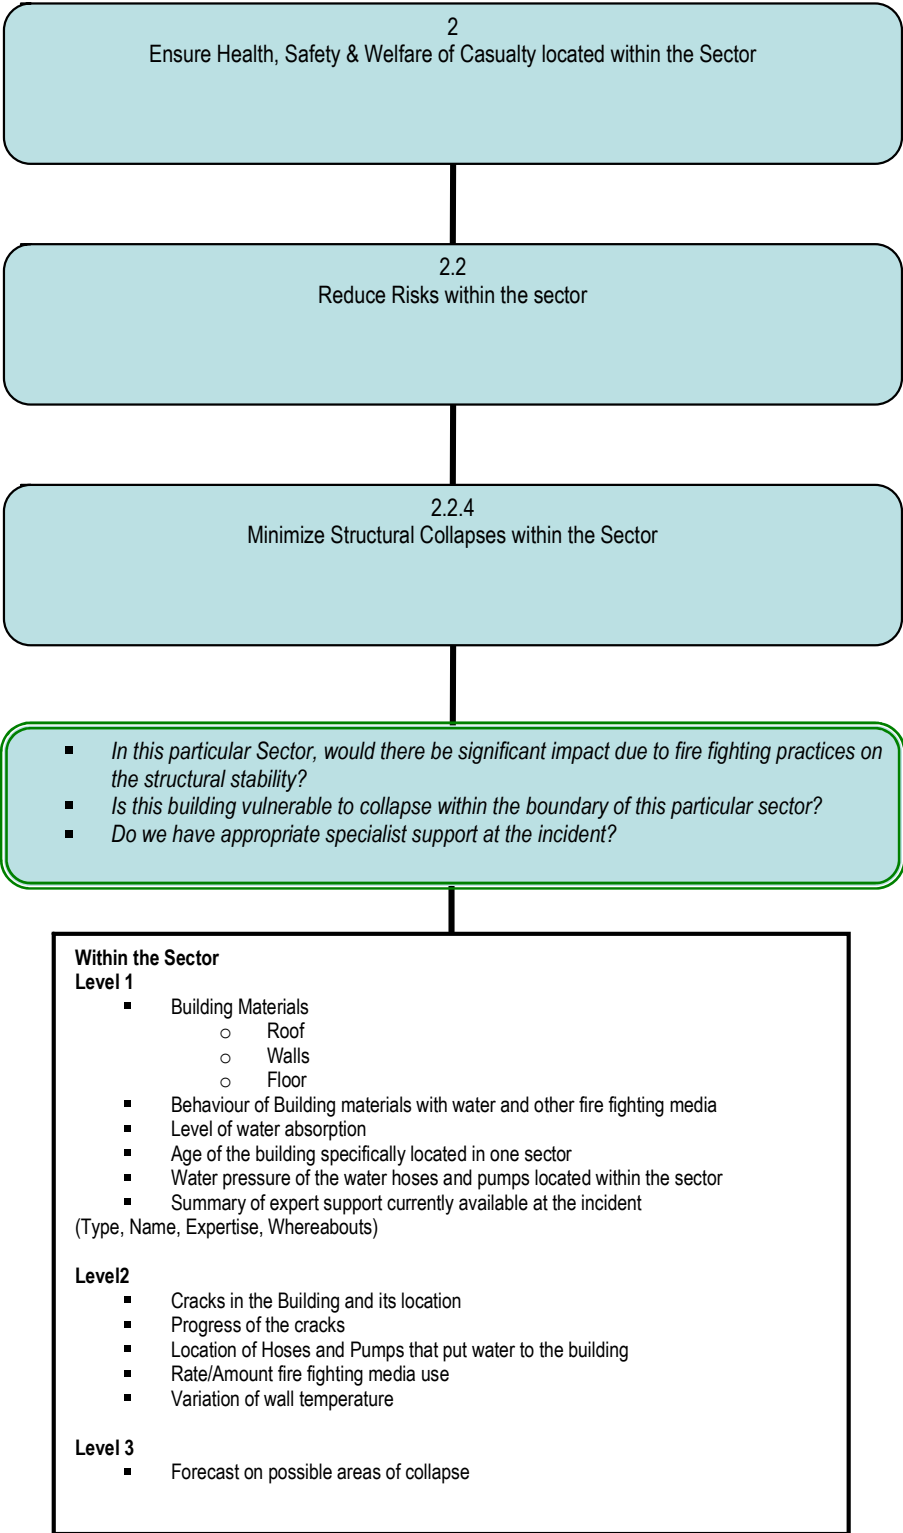 2
Ensure Health, Safety & Welfare of Casualty located within the Sector
2.2
Reduce Risks within the sector
2.2.4
Minimize Structural Collapses within the Sector
▪ In this particular Sector, would there be significant impact due to fire fighting practices on
the structural stability?
▪ Is this building vulnerable to collapse within the boundary of this particular sector?
▪ Do we have appropriate specialist support at the incident?
Within the Sector
Level 1
▪ Building Materials
o Roof
o Walls
o Floor
▪ Behaviour of Building materials with water and other fire fighting media
▪ Level of water absorption
▪ Age of the building specifically located in one sector
▪ Water pressure of the water hoses and pumps located within the sector
▪ Summary of expert support currently available at the incident
(Type, Name, Expertise, Whereabouts)
Level2
▪ Cracks in the Building and its location
▪ Progress of the cracks
▪ Location of Hoses and Pumps that put water to the building
▪ Rate/Amount fire fighting media use
▪ Variation of wall temperature
Level 3
▪ Forecast on possible areas of collapse